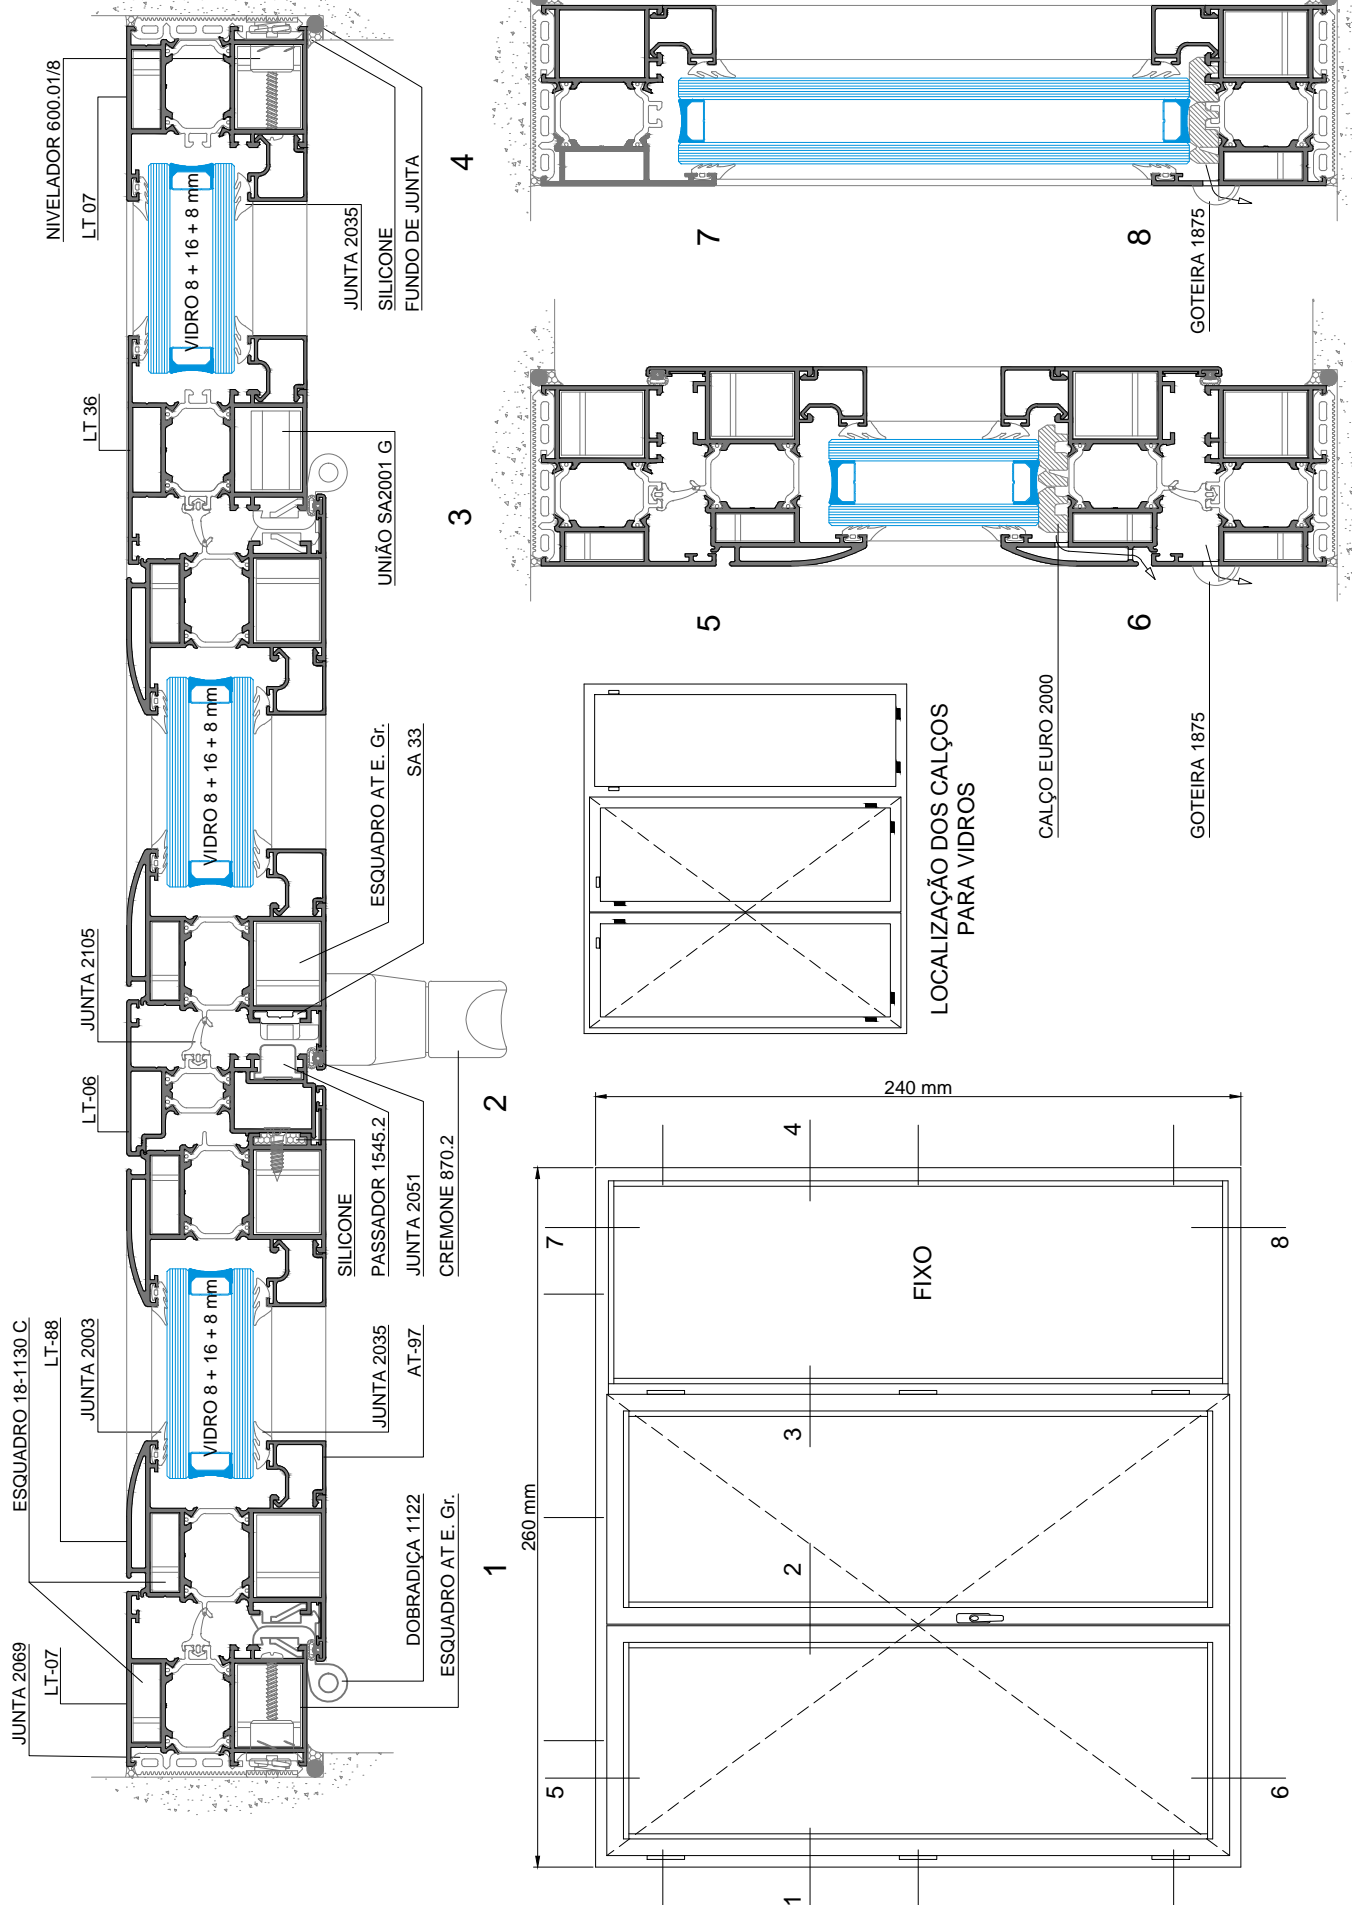 NIVELADOR 600.01/8
LT 07
VIDRO 8 + 16 + 8 mm
JUNTA 2035
SILICONE
FUNDO DE JUNTA
4
LT 36
UNIÃO SA2001 G
3
VIDRO 8 + 16 + 8 mm
ESQUADRO AT E. Gr.
SA 33
JUNTA 2105
LT-06
2
SILICONE
PASSADOR 1545.2
JUNTA 2051
CREMONE 870.2
ESQUADRO 18-1130 C
LT-88
JUNTA 2003
VIDRO 8 + 16 + 8 mm
JUNTA 2035
AT-97
JUNTA 2069
LT-07
DOBRADIÇA 1122
ESQUADRO AT E. Gr.
1
7
8
GOTEIRA 1875
5
6
CALÇO EURO 2000
GOTEIRA 1875
LOCALIZAÇÃO DOS CALÇOS
PARA VIDROS
240 mm
260 mm
4
7
8
FIXO
3
2
5
6
1